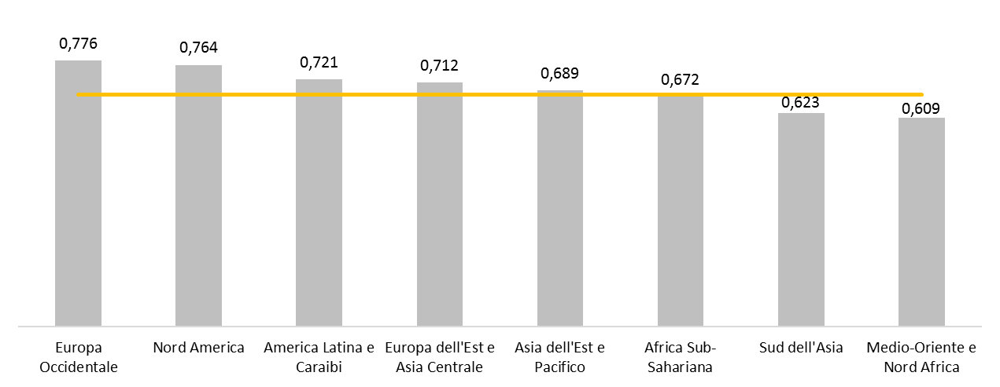 0,776
0,764
0,721
0,712
0,689
0,672
0,623
0,609
Europa
Occidentale
Nord America
America Latina e
Caraibi
Europa dell'Est e
Asia Centrale
Asia dell'Est e
Pacifico
Africa Sub-
Sahariana
Sud dell'Asia
Medio-Oriente e
Nord Africa